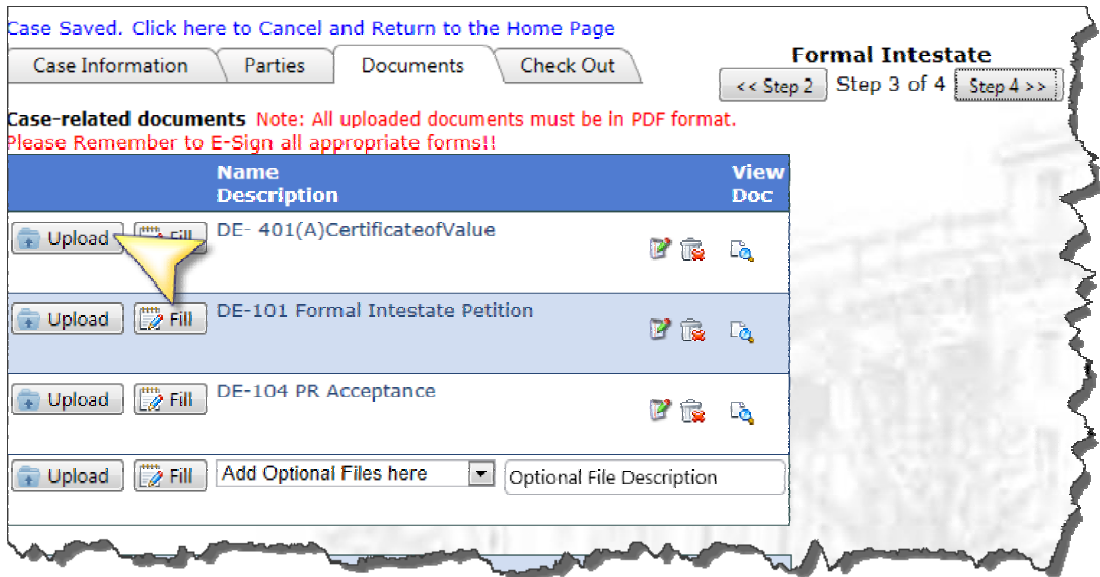 Case Saved. Click here to Cancel and Return to the Home Page
Case Information Parties Documents Check Out
Formal Intestate
<< Step 2 Step 3 of 4 Step 4 >>
Case-related documents Note: All uploaded documents must be in PDF format.
Please Remember to E-Sign all appropriate forms!!
Name View
Description Doc
Upload Fill DE- 401(A)CertificateofValue
Upload Fill DE-101 Formal Intestate Petition
Upload Fill DE-104 PR Acceptance
Upload Fill Add Optional Files here Optional File Description